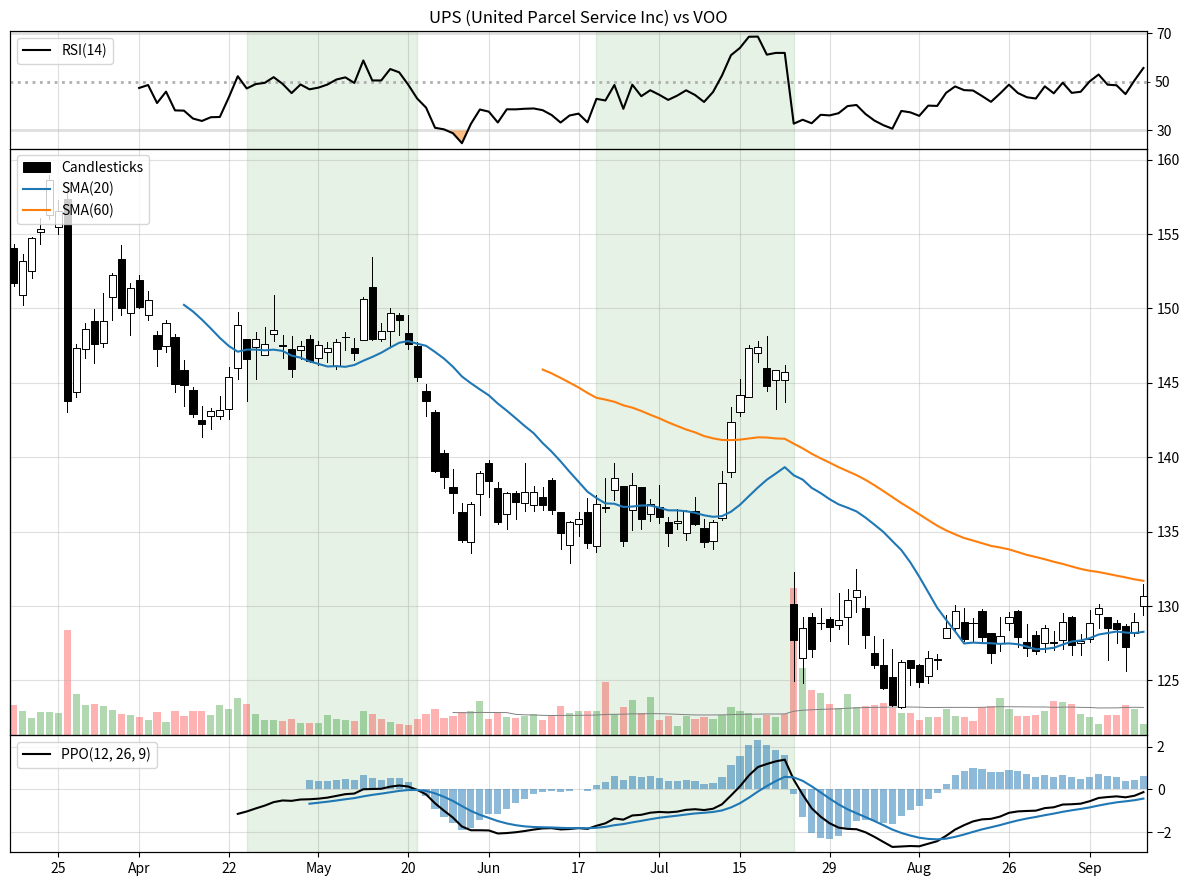 UPS (United Parcel Service Inc) vs VOO
RSI(14)
70
50
30
Candlesticks
SMA(20)
SMA(60)
160
155
150
145
140
135
130
125
PPO(12, 26, 9)
2
0
−2
25 Apr 22 May 20 Jun 17 Jul 15 29 Aug 26 Sep